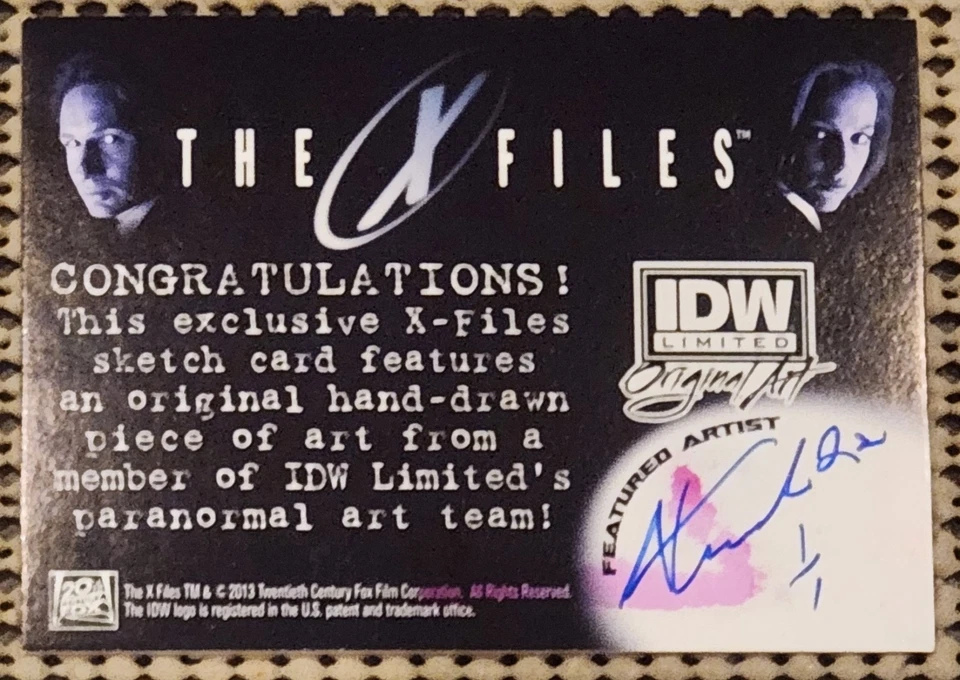 THE X FILES™
CONGRATULATIONS!
This exclusive X-Files
sketch card features
an original hand-drawn
piece of art from a
member of IDW Limited's
paranormal art team!
IDW
LIMITED
Original Art
FEATURED ARTIST
1/1
20TH
FOX
The X Files TM & © 2013 Twentieth Century Fox Film Corporation. All Rights Reserved.
The IDW logo is registered in the U.S. patent and trademark office.